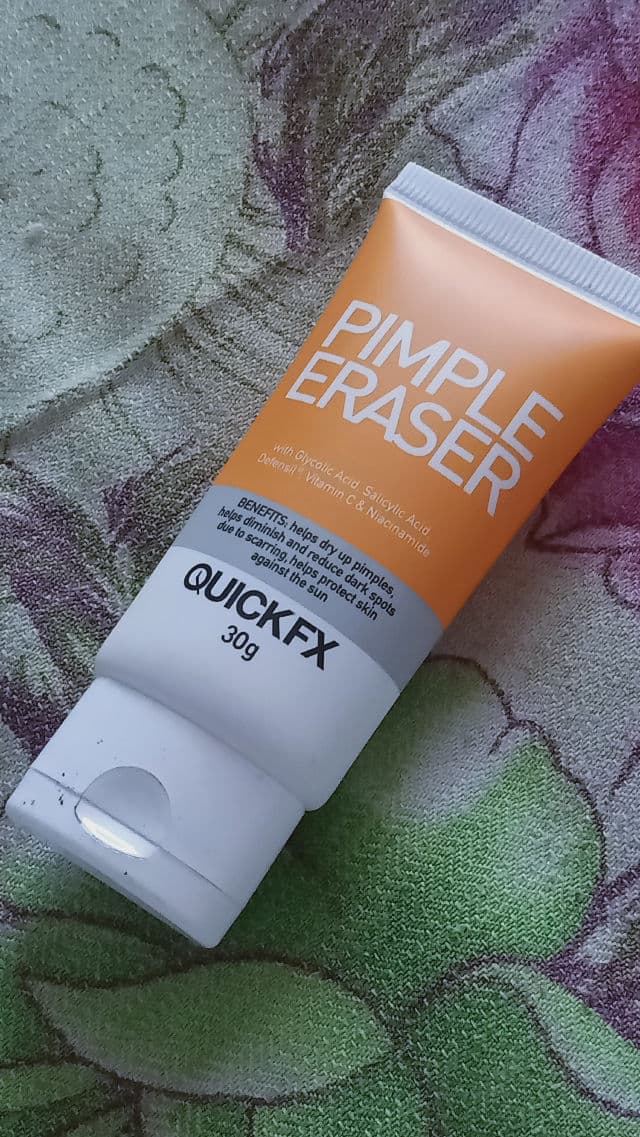 PIMPLE
ERASER
with Glycolic Acid, Salicylic Acid,
Defensil® Vitamin C & Niacinamide
BENEFITS: helps dry up pimples,
helps diminish and reduce dark spots
due to scarring, helps protect skin
against the sun
QUICKFX
30g